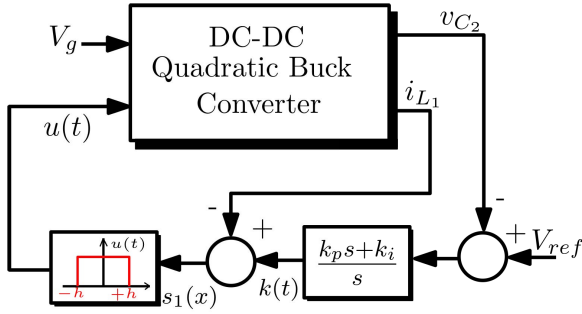 V_g
DC-DC
Quadratic Buck
Converter
v_{C_2}
i_{L_1}
u(t)
-
+
-
+
V_{ref}
u(t)
-h
+h
s_1(x)
k(t)
k_p s+k_i
s